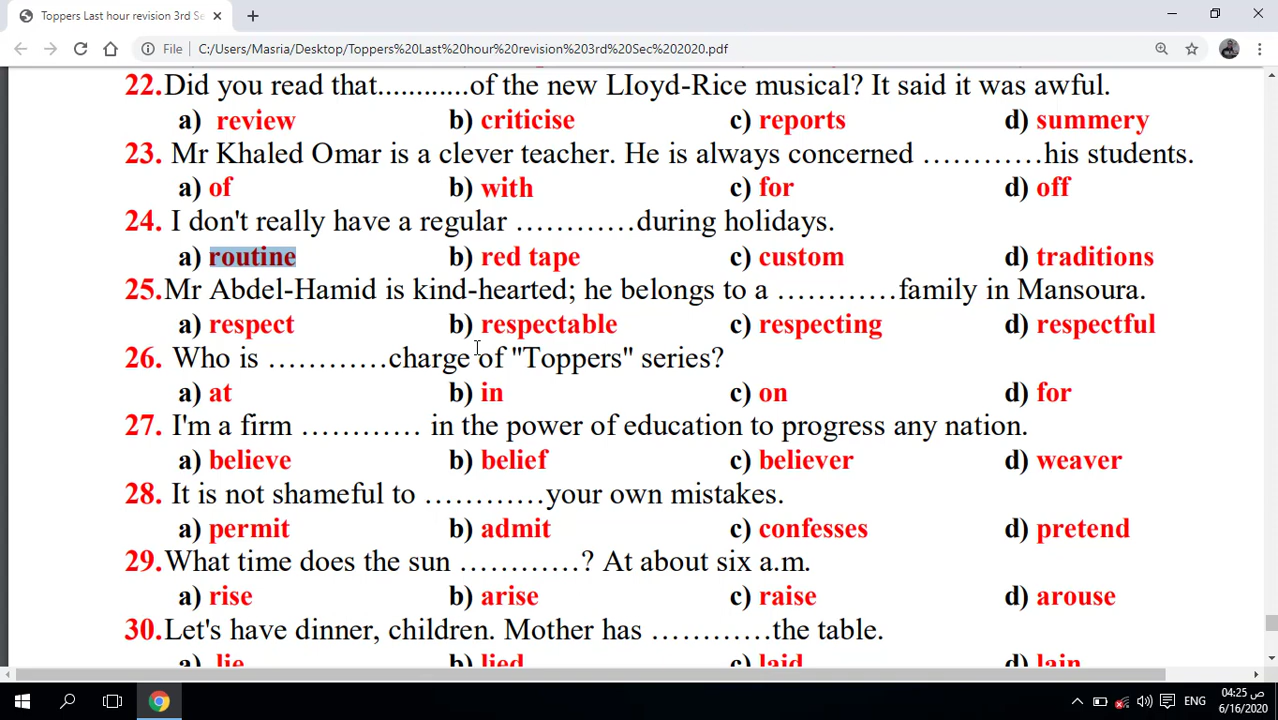 Toppers Last hour revision 3rd Se
File C:/Users/Masria/Desktop/Toppers%20Last%20hour%20revision%203rd%20Sec%202020.pdf
22.Did you read that............of the new LIoyd-Rice musical? It said it was awful.
a) review b) criticise c) reports d) summery
23. Mr Khaled Omar is a clever teacher. He is always concerned …………his students.
a) of b) with c) for d) off
24. I don't really have a regular …………during holidays.
a) routine b) red tape c) custom d) traditions
25.Mr Abdel-Hamid is kind-hearted; he belongs to a …………family in Mansoura.
a) respect b) respectable c) respecting d) respectful
26. Who is …………charge of "Toppers" series?
a) at b) in c) on d) for
27. I'm a firm ………… in the power of education to progress any nation.
a) believe b) belief c) believer d) weaver
28. It is not shameful to …………your own mistakes.
a) permit b) admit c) confesses d) pretend
29.What time does the sun …………? At about six a.m.
a) rise b) arise c) raise d) arouse
30.Let's have dinner, children. Mother has …………the table.
a) lie b) lied c) laid d) lain
ENG
04:25 ص
6/16/2020